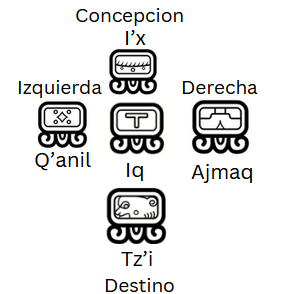 Concepcion
I’x
Izquierda
Derecha
Q’anil
Iq
Ajmaq
Tz’i
Destino